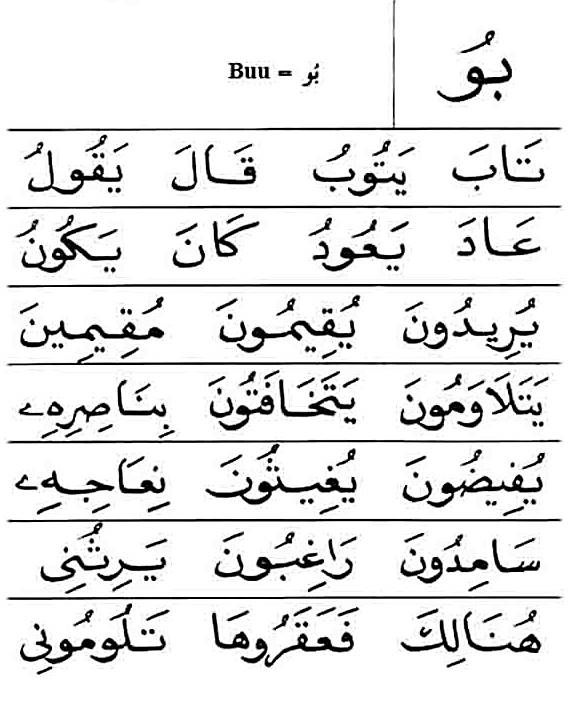 بُو Buu = بُو
تَابَ يَتُوبُ قَالَ يَقُولُ
عَادَ يَعُودُ كَانَ يَكُونُ
يُرِيدُونَ يُقِيمُونَ مُقِيمِينَ
يَتَلَاوَمُونَ يَتَخَافَتُونَ بِنَاصِرِهِۦ
يُفِيضُونَ يُغِيثُونَ نِعَاجِهِۦ
سَامِدُونَ رَاغِبُونَ يَرِثُنِى
هُنَالِكَ فَعَقَرُوهَا تَلُومُونِى